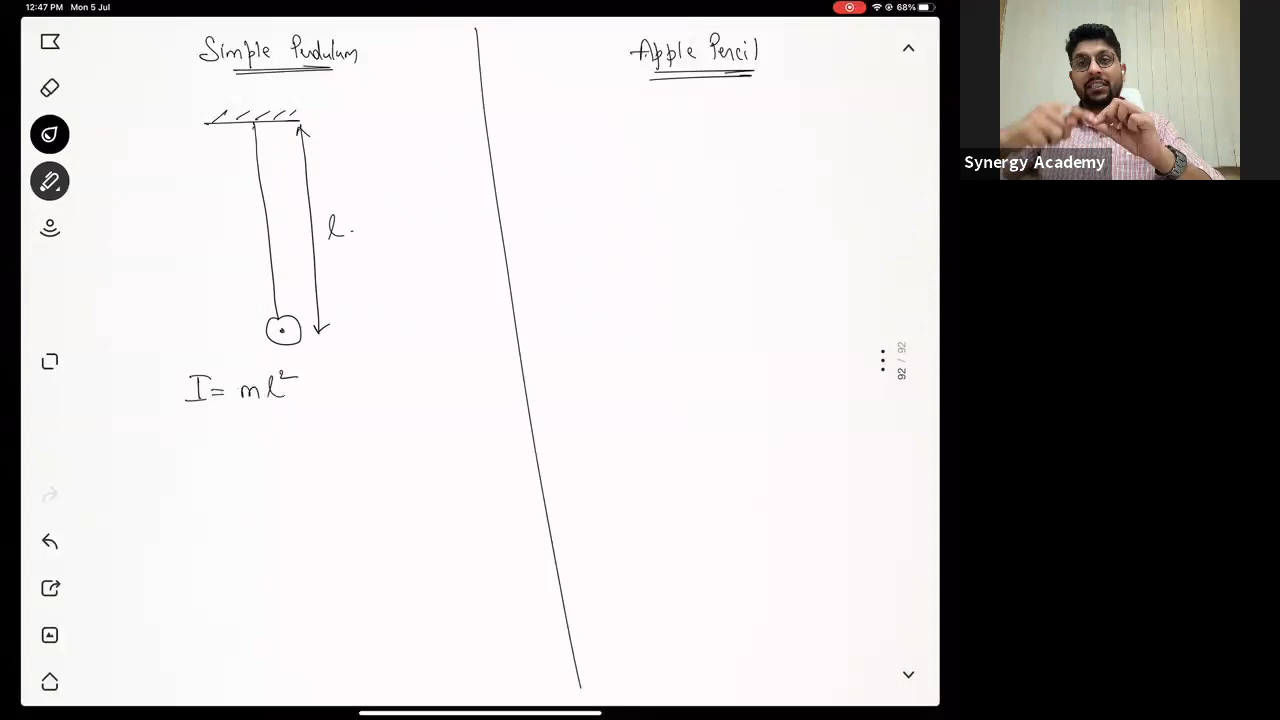 12:47 PM Mon 5 Jul
68%
Simple Pendulum
Apple Pencil
l.
I = ml²
92 / 92
Synergy Academy